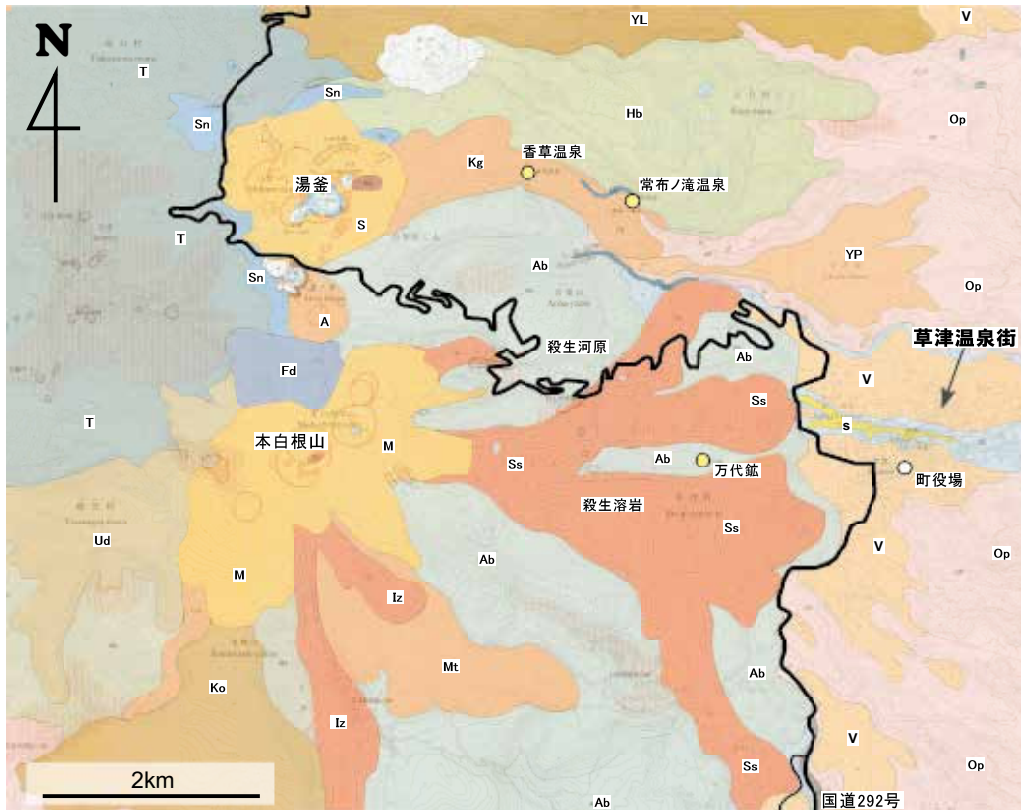 YL
V
N
T
Sn
Hb
Op
Sn
香草温泉
Kg
常布ノ滝温泉
湯釜
S
T
YP
Ab
Sn
Op
A
草津温泉街
殺生河原
Ab
Fd
V
Ss
T
s
本白根山
M
Ab
Ss
万代鉱
町役場
殺生溶岩
Ss
Ud
V
Op
Ab
M
Iz
Mt
Ab
Ko
Iz
V
Ss
Op
2km
Ab
国道292号